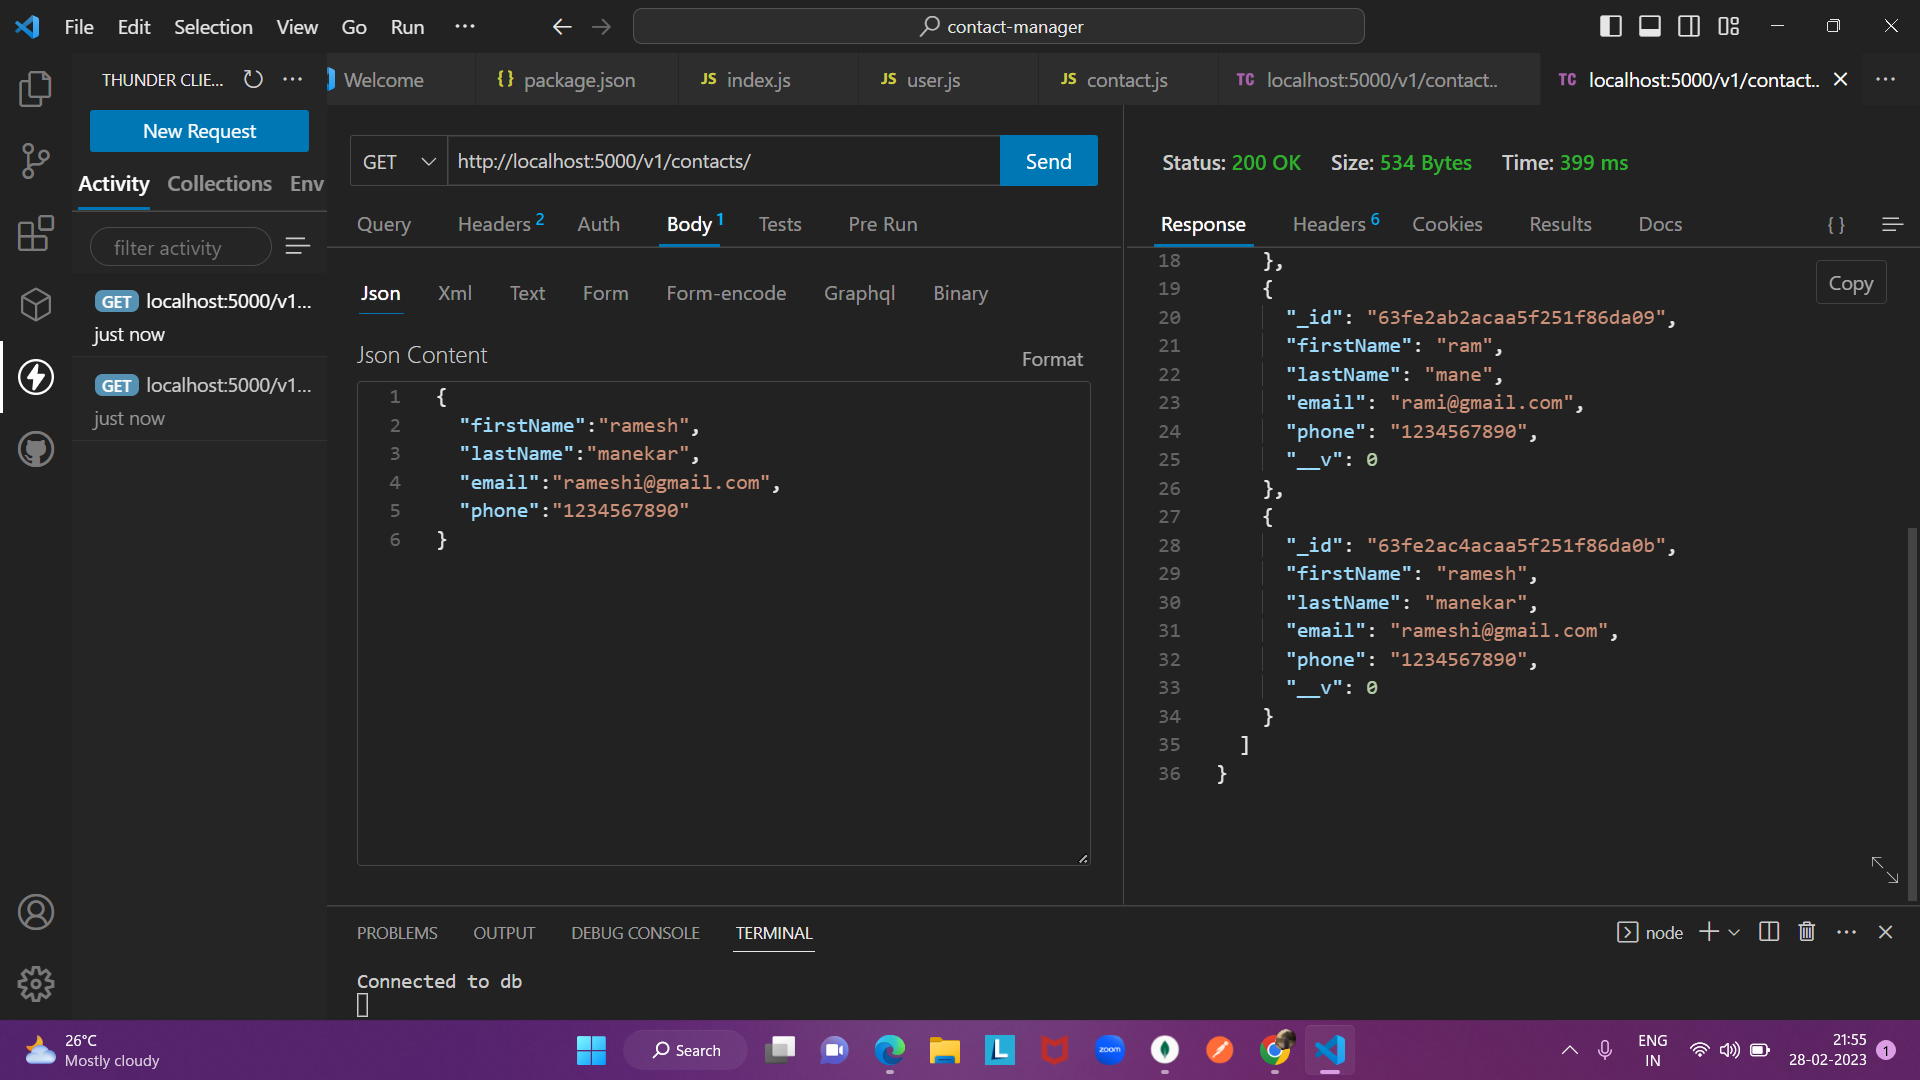 File Edit Selection View Go Run ···
contact-manager
THUNDER CLIE... ···
Welcome
{} package.json
JS index.js
JS user.js
JS contact.js
TC localhost:5000/v1/contact..
TC localhost:5000/v1/contact.. ···
New Request
Activity Collections Env
filter activity
GET localhost:5000/v1...
just now
GET localhost:5000/v1...
just now
GET http://localhost:5000/v1/contacts/ Send
Query Headers 2 Auth Body 1 Tests Pre Run
Json Xml Text Form Form-encode Graphql Binary
Json Content Format
1 {
2 "firstName":"ramesh",
3 "lastName":"manekar",
4 "email":"rameshi@gmail.com",
5 "phone":"1234567890"
6 }
Status: 200 OK Size: 534 Bytes Time: 399 ms
Response Headers 6 Cookies Results Docs {}
Copy
18 },
19 {
20 "_id": "63fe2ab2acaa5f251f86da09",
21 "firstName": "ram",
22 "lastName": "mane",
23 "email": "rami@gmail.com",
24 "phone": "1234567890",
25 "__v": 0
26 },
27 {
28 "_id": "63fe2ac4acaa5f251f86da0b",
29 "firstName": "ramesh",
30 "lastName": "manekar",
31 "email": "rameshi@gmail.com",
32 "phone": "1234567890",
33 "__v": 0
34 }
35 ]
36 }
PROBLEMS OUTPUT DEBUG CONSOLE TERMINAL
node ···
Connected to db
26°C
Mostly cloudy
Search
L
zoom
ENG
IN
21:55
28-02-2023
1